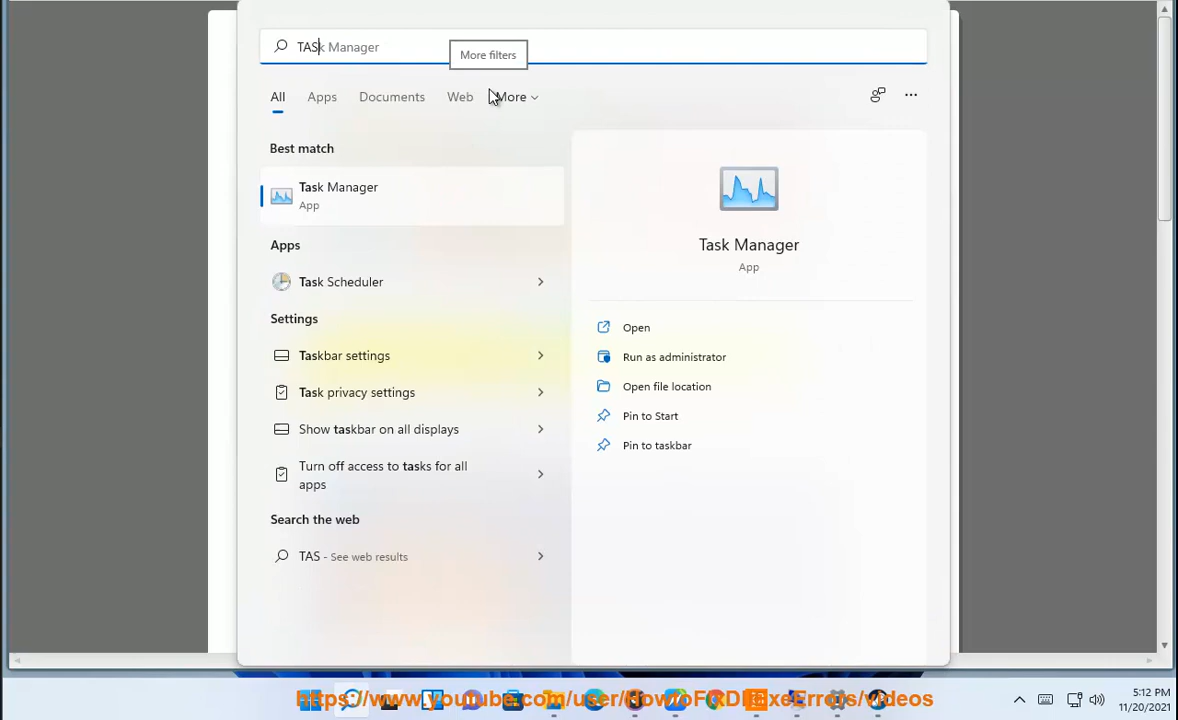 TASk Manager
More filters
All Apps Documents Web More
Best match
Task Manager
App
Apps
Task Scheduler
Settings
Taskbar settings
Task privacy settings
Show taskbar on all displays
Turn off access to tasks for all
apps
Search the web
TAS - See web results
Task Manager
App
Open
Run as administrator
Open file location
Pin to Start
Pin to taskbar
5:12 PM
11/20/2021